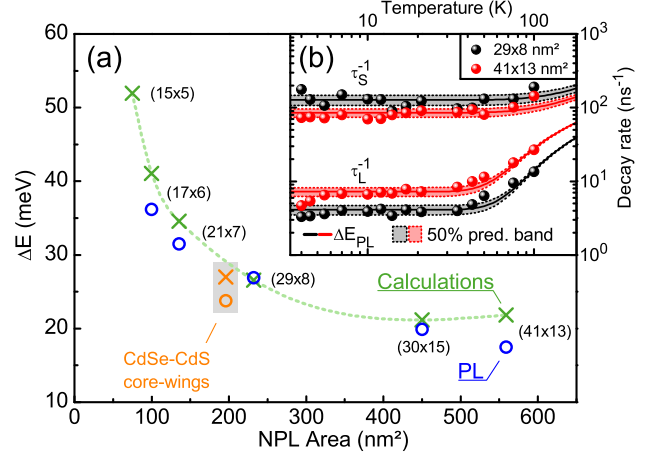 Temperature (K)
10
100
(a)
(b)
29x8 nm²
41x13 nm²
τS-1
τL-1
ΔEPL
50% pred. band
10³
10²
10¹
10⁰
Decay rate (ns-1)
60
50
40
30
20
10
ΔE (meV)
(15x5)
(17x6)
(21x7)
(29x8)
(30x15)
(41x13)
Calculations
PL
CdSe-CdS
core-wings
0
100
200
300
400
500
600
NPL Area (nm²)